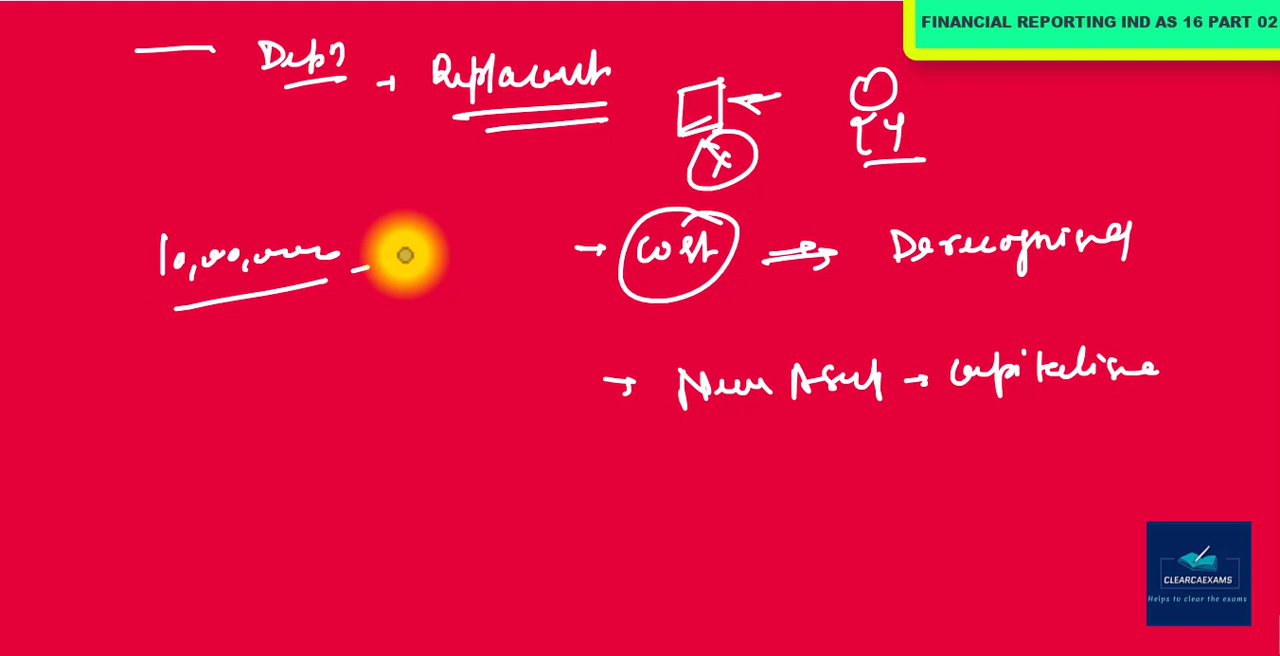 FINANCIAL REPORTING IND AS 16 PART 02
Depn → Replacement
10,00,000 -
→ Cost ⇒ Derecognised
→ New Asset → Capitalise
CLEARCAEXAMS
Helps to clear the exams